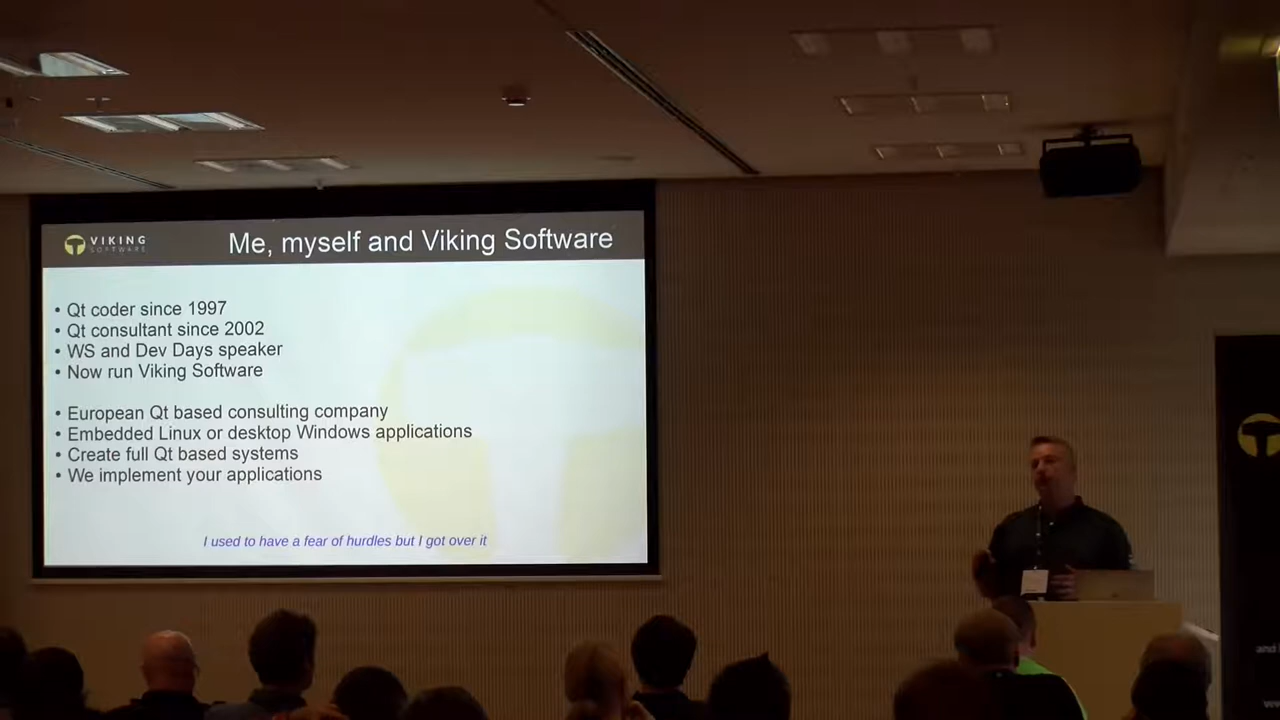 VIKING
SOFTWARE
Me, myself and Viking Software
• Qt coder since 1997
• Qt consultant since 2002
• WS and Dev Days speaker
• Now run Viking Software
• European Qt based consulting company
• Embedded Linux or desktop Windows applications
• Create full Qt based systems
• We implement your applications
I used to have a fear of hurdles but I got over it